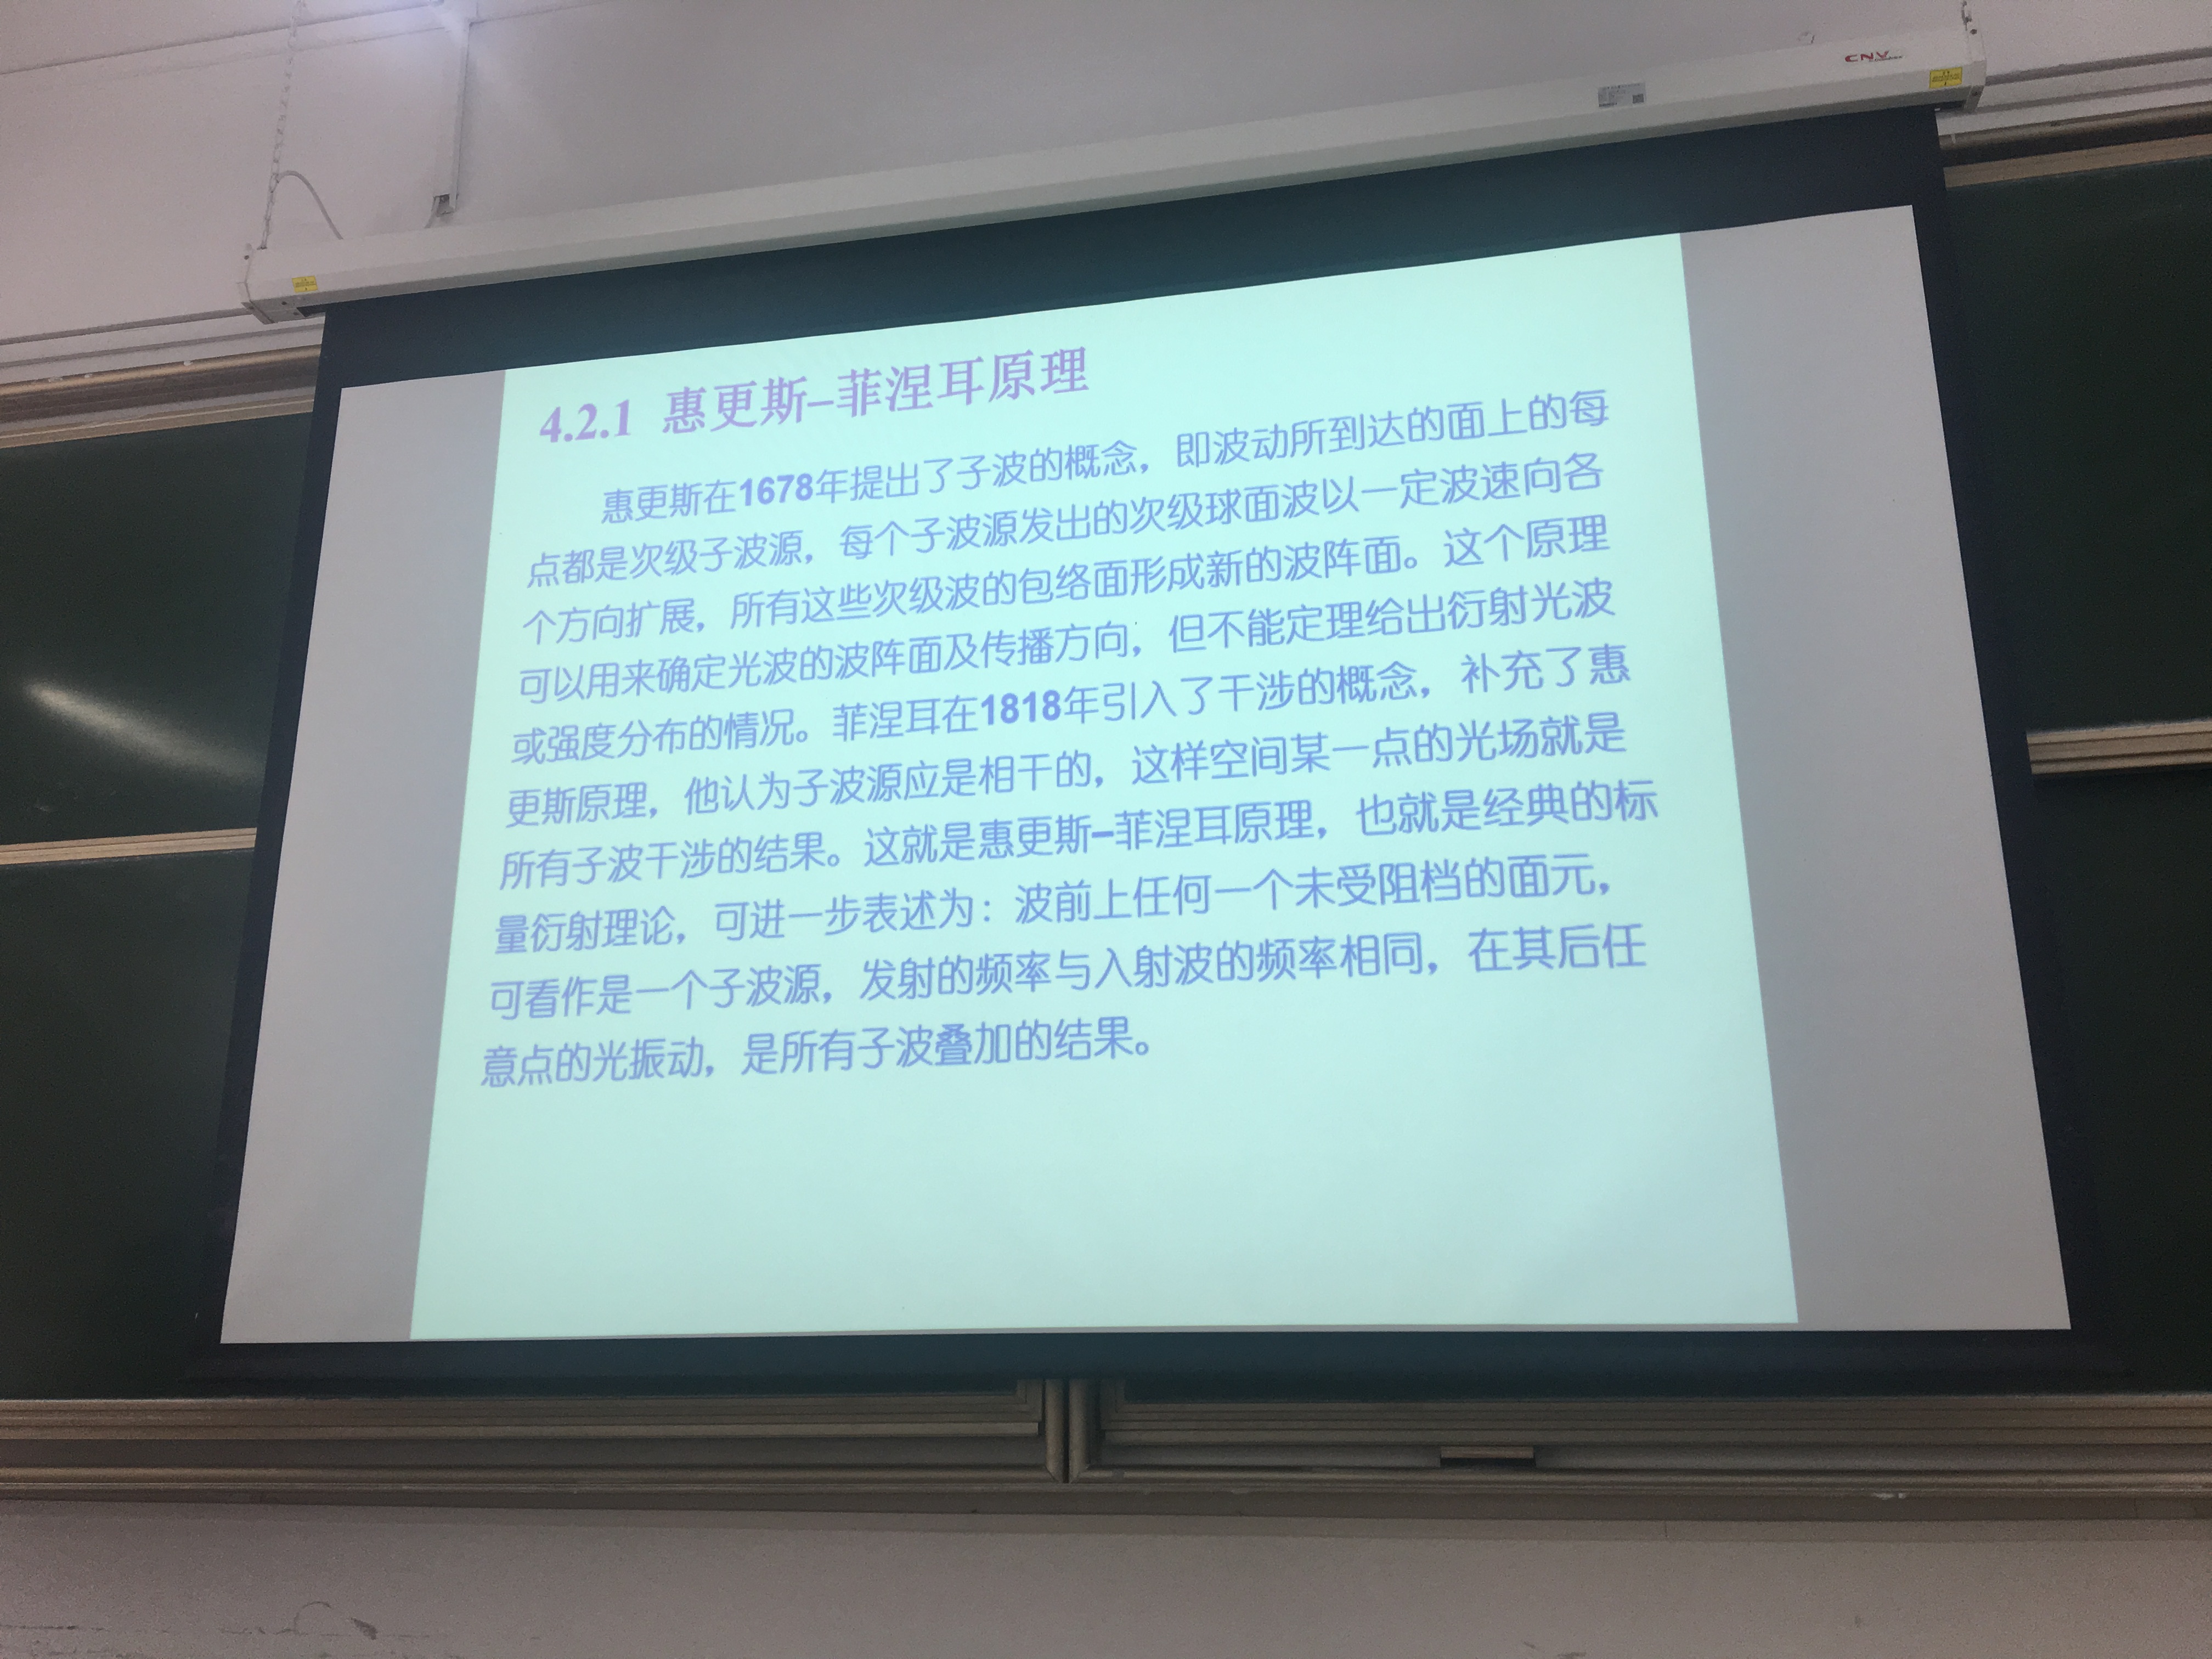 CNV
4.2.1 惠更斯–菲涅耳原理
惠更斯在1678年提出了子波的概念，即波动所到达的面上的每
点都是次级子波源，每个子波源发出的次级球面波以一定波速向各
个方向扩展，所有这些次级波的包络面形成新的波阵面。这个原理
可以用来确定光波的波阵面及传播方向，但不能定理给出衍射光波
或强度分布的情况。菲涅耳在1818年引入了干涉的概念，补充了惠
更斯原理，他认为子波源应是相干的，这样空间某一点的光场就是
所有子波干涉的结果。这就是惠更斯–菲涅耳原理，也就是经典的标
量衍射理论，可进一步表述为：波前上任何一个未受阻档的面元，
可看作是一个子波源，发射的频率与入射波的频率相同，在其后任
意点的光振动，是所有子波叠加的结果。